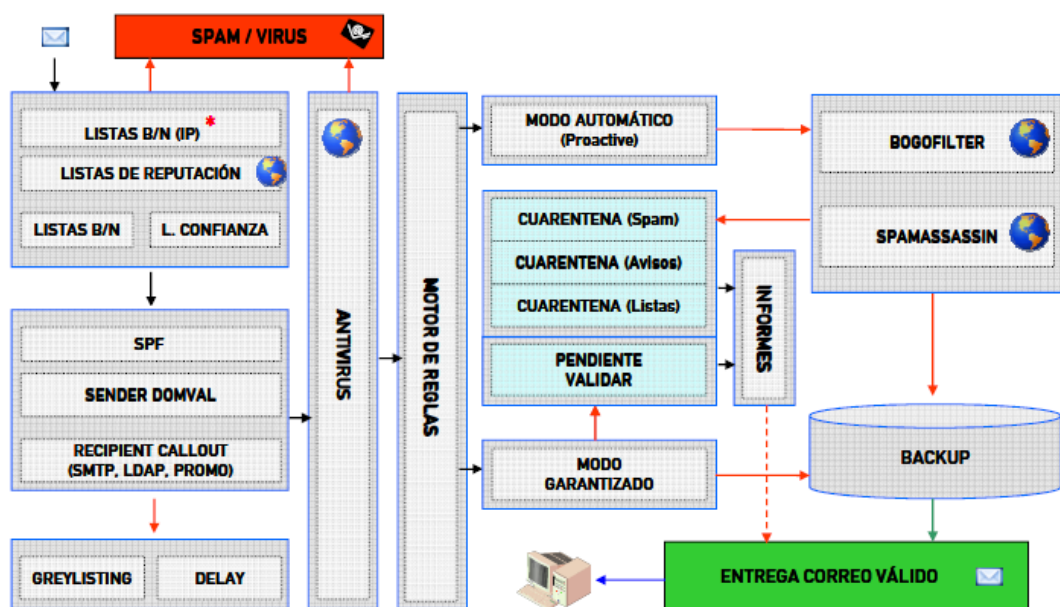 SPAM / VIRUS
LISTAS B/N (IP) *
LISTAS DE REPUTACIÓN
LISTAS B/N
L. CONFIANZA
SPF
SENDER DOMVAL
RECIPIENT CALLOUT
(SMTP, LDAP, PROMO)
GREYLISTING
DELAY
ANTIVIRUS
MOTOR DE REGLAS
MODO AUTOMÁTICO
(Proactive)
CUARENTENA (Spam)
CUARENTENA (Avisos)
CUARENTENA (Listas)
PENDIENTE
VALIDAR
MODO
GARANTIZADO
INFORMES
BOGOFILTER
SPAMASSASSIN
BACKUP
ENTREGA CORREO VÁLIDO